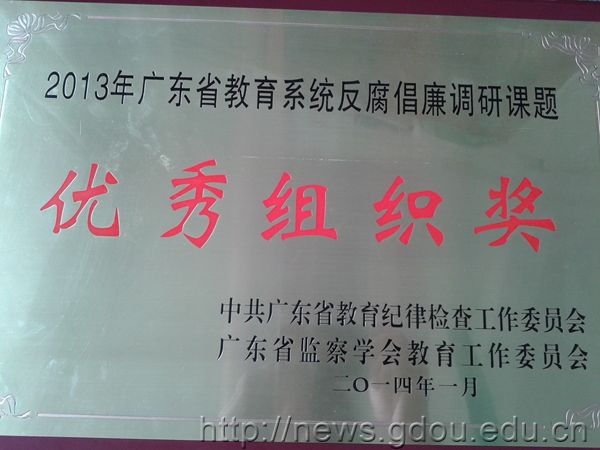 2013年广东省教育系统反腐倡廉调研课题
优秀组织奖
中共广东省教育纪律检查工作委员会
广东省监察学会教育工作委员会
二〇一四年一月
http://news.gdou.edu.cn